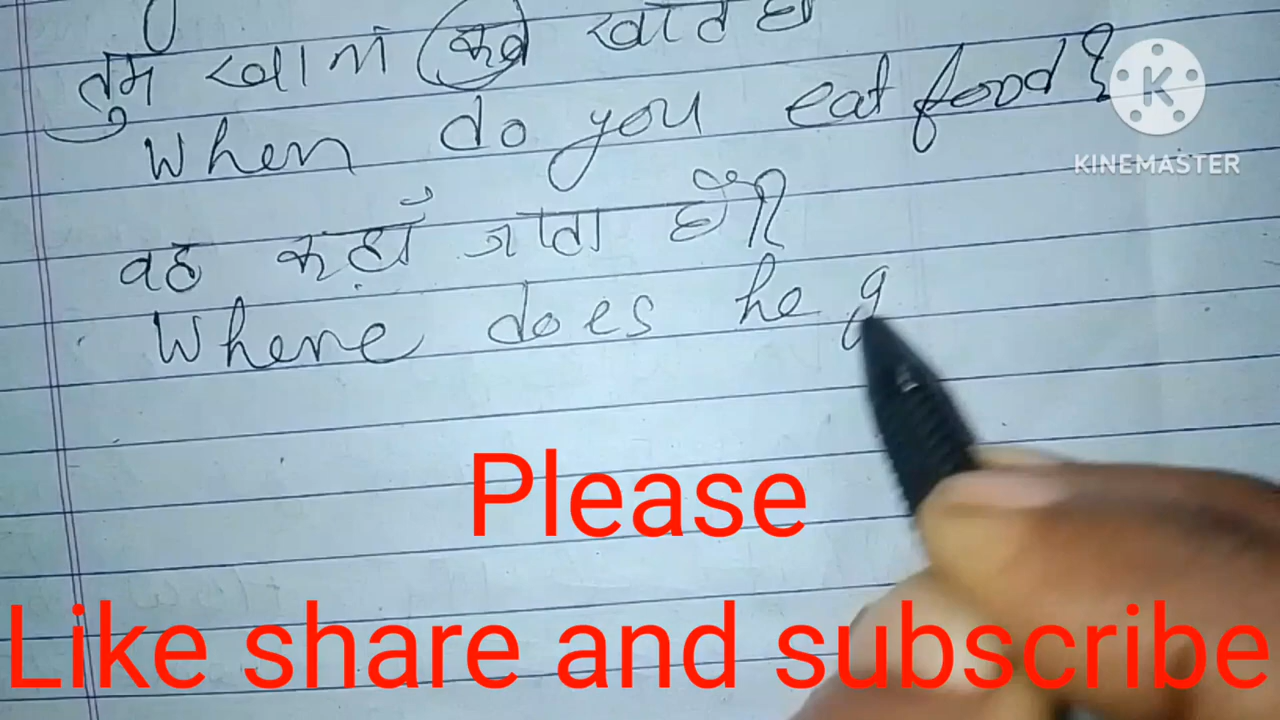 तुम खाना कब खाते हो
When do you eat food?
KINEMASTER
वह कहाँ जाता हैं।
Where does he g
Please
Like share and subscribe